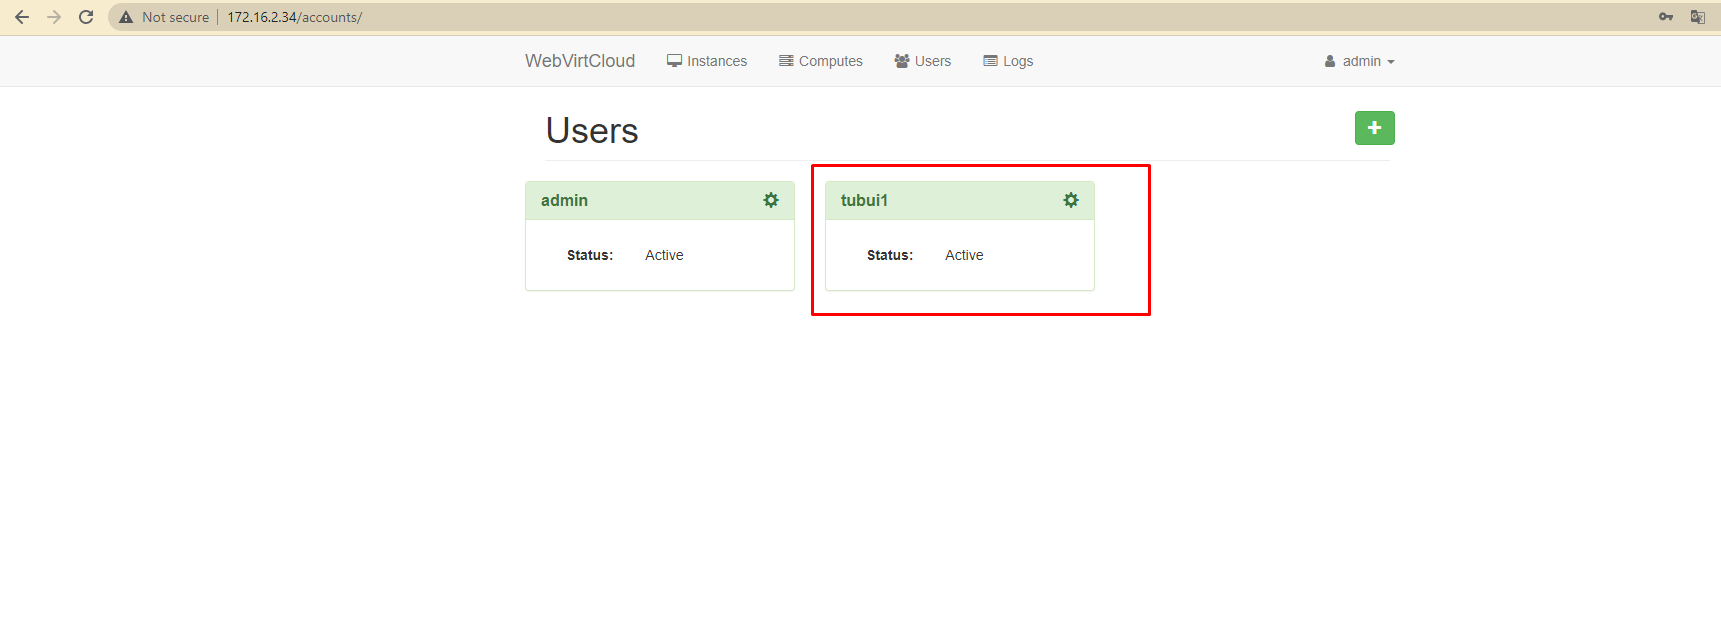 Not secure 172.16.2.34/accounts/
WebVirtCloud Instances Computes Users Logs admin
Users
admin
Status: Active
tubui1
Status: Active